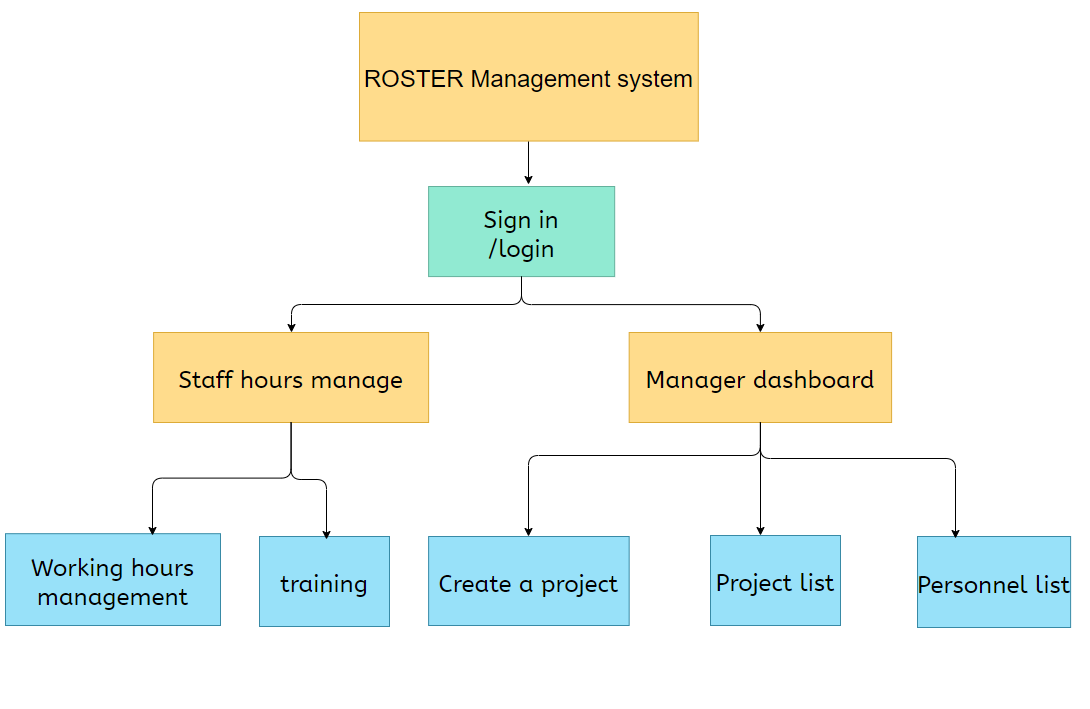 ROSTER Management system
Sign in
/login
Staff hours manage
Manager dashboard
Working hours
management
training
Create a project
Project list
Personnel list